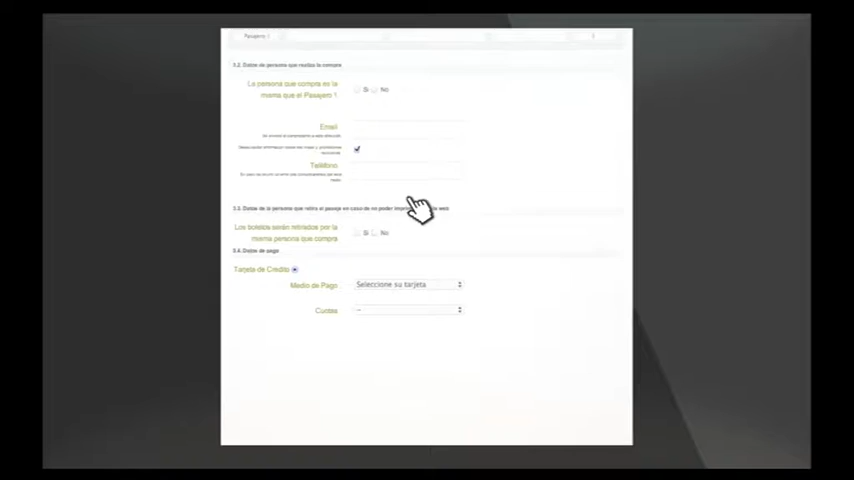 Pasajero 1
3.2. Datos de persona que realiza la compra
La persona que compra es la
misma que el Pasajero 1
Si No
Email
Teléfono
3.3. Datos de la persona que retira el pasaje en caso de no poder web
Los boletos serán retirados por la
misma persona que compra
Si No
3.4. Datos de pago
Tarjeta de Crédito
Medio de Pago
Seleccione su tarjeta
Cuotas
--